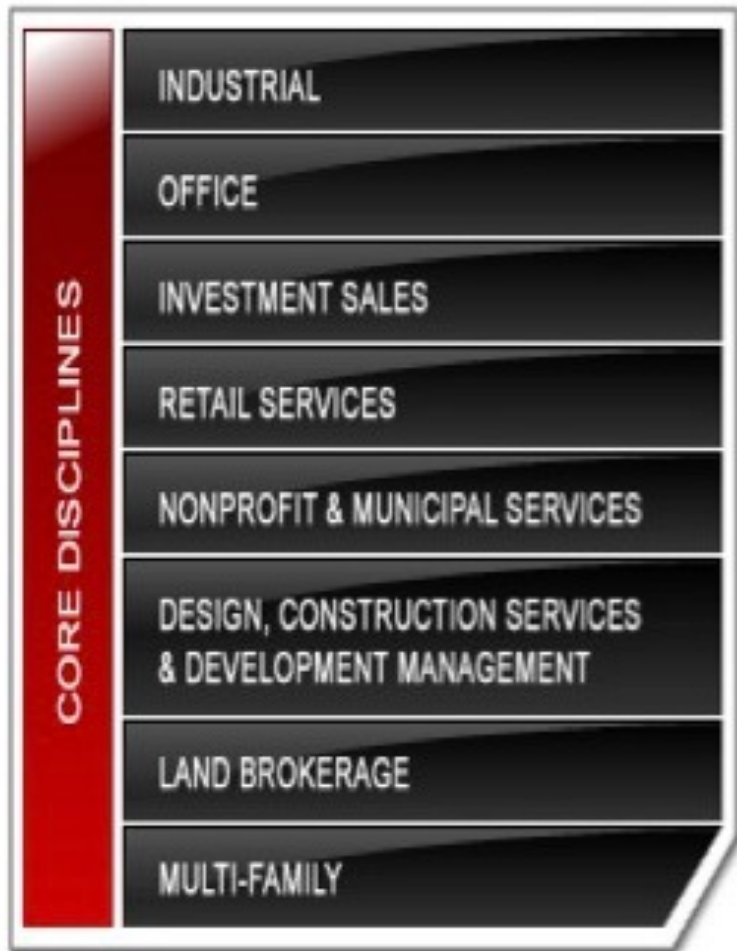 CORE DISCIPLINES
INDUSTRIAL
OFFICE
INVESTMENT SALES
RETAIL SERVICES
NONPROFIT & MUNICIPAL SERVICES
DESIGN, CONSTRUCTION SERVICES
& DEVELOPMENT MANAGEMENT
LAND BROKERAGE
MULTI-FAMILY